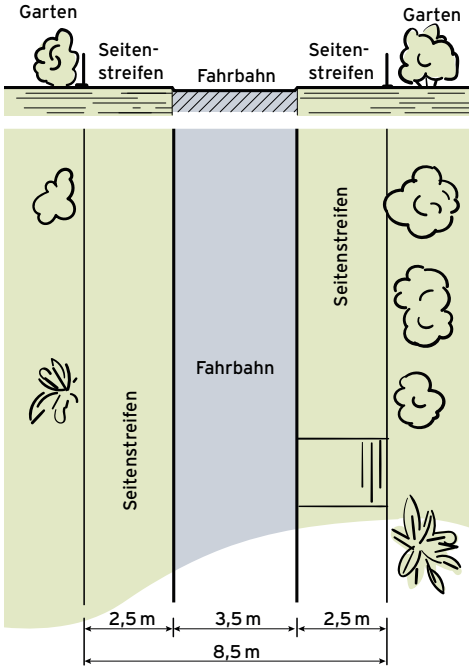 Garten
Garten
Seiten-
streifen
Seiten-
streifen
Fahrbahn
Seitenstreifen
Fahrbahn
Seitenstreifen
2,5 m
3,5 m
2,5 m
8,5 m